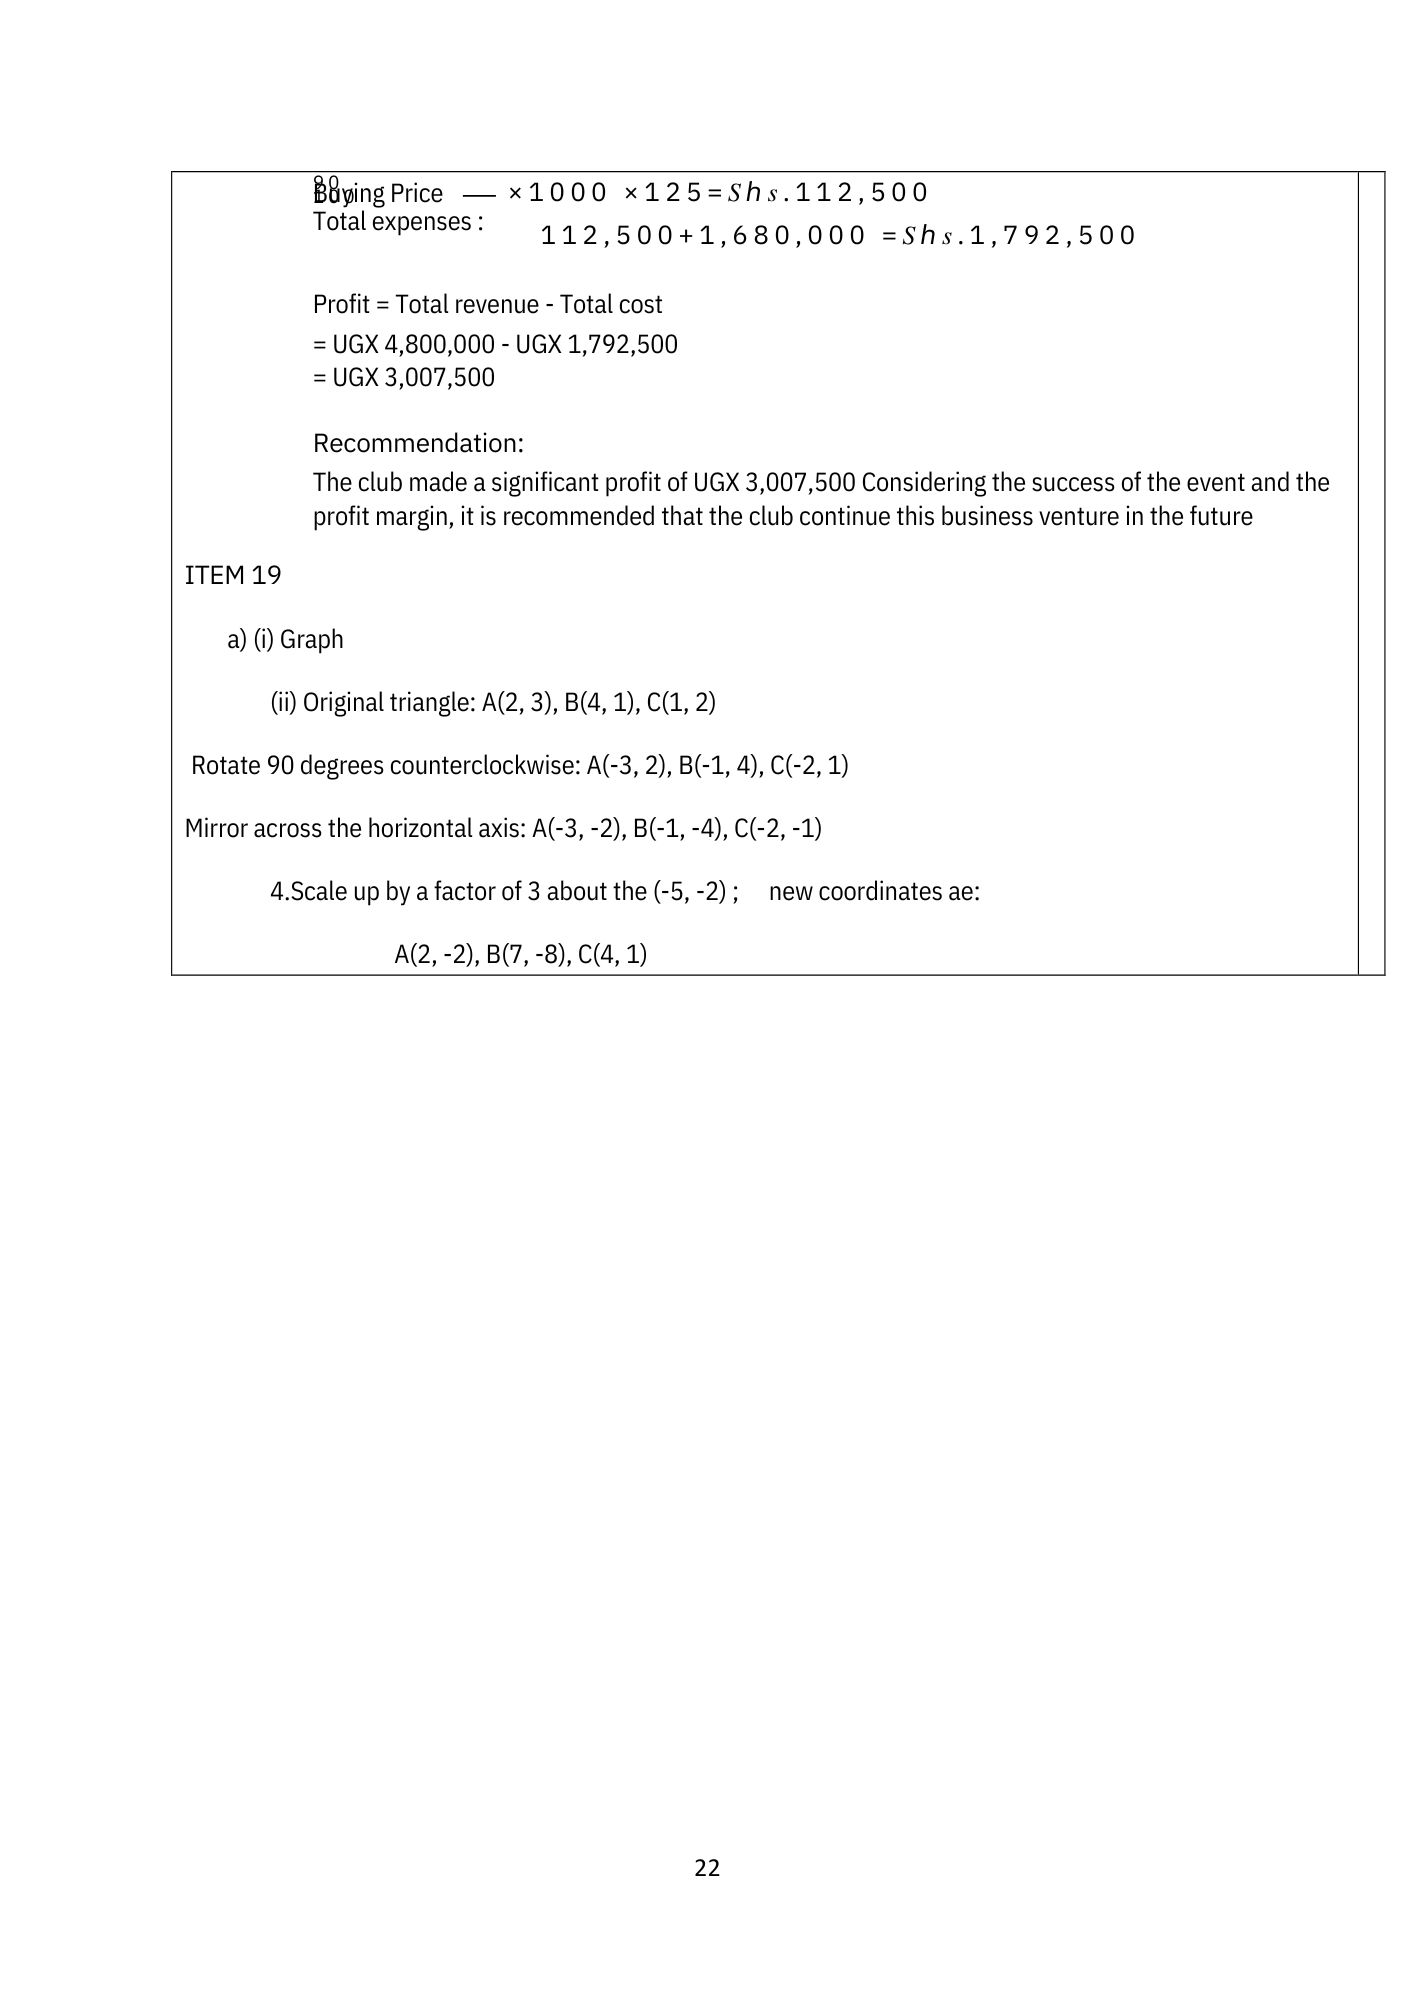 Buying Price — ×1000 ×125=Shs.112,500
Total expenses :
112,500+1,680,000 =Shs.1,792,500
Profit = Total revenue - Total cost
= UGX 4,800,000 - UGX 1,792,500
= UGX 3,007,500
Recommendation:
The club made a significant profit of UGX 3,007,500 Considering the success of the event and the
profit margin, it is recommended that the club continue this business venture in the future
ITEM 19
a) (i) Graph
(ii) Original triangle: A(2, 3), B(4, 1), C(1, 2)
Rotate 90 degrees counterclockwise: A(-3, 2), B(-1, 4), C(-2, 1)
Mirror across the horizontal axis: A(-3, -2), B(-1, -4), C(-2, -1)
4.Scale up by a factor of 3 about the (-5, -2) ; new coordinates ae:
A(2, -2), B(7, -8), C(4, 1)
22